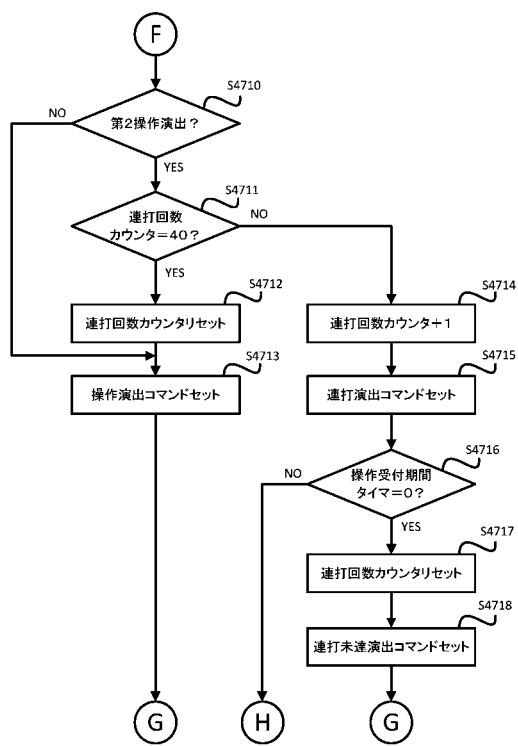 F
S4710
第2操作演出?
NO
YES
S4711
連打回数
カウンタ=40?
NO
YES
S4712
連打回数カウンタリセット
S4714
連打回数カウンタ+1
S4713
操作演出コマンドセット
S4715
連打演出コマンドセット
S4716
操作受付期間
タイマ=0?
NO
YES
S4717
連打回数カウンタリセット
S4718
連打未達演出コマンドセット
G
H
G